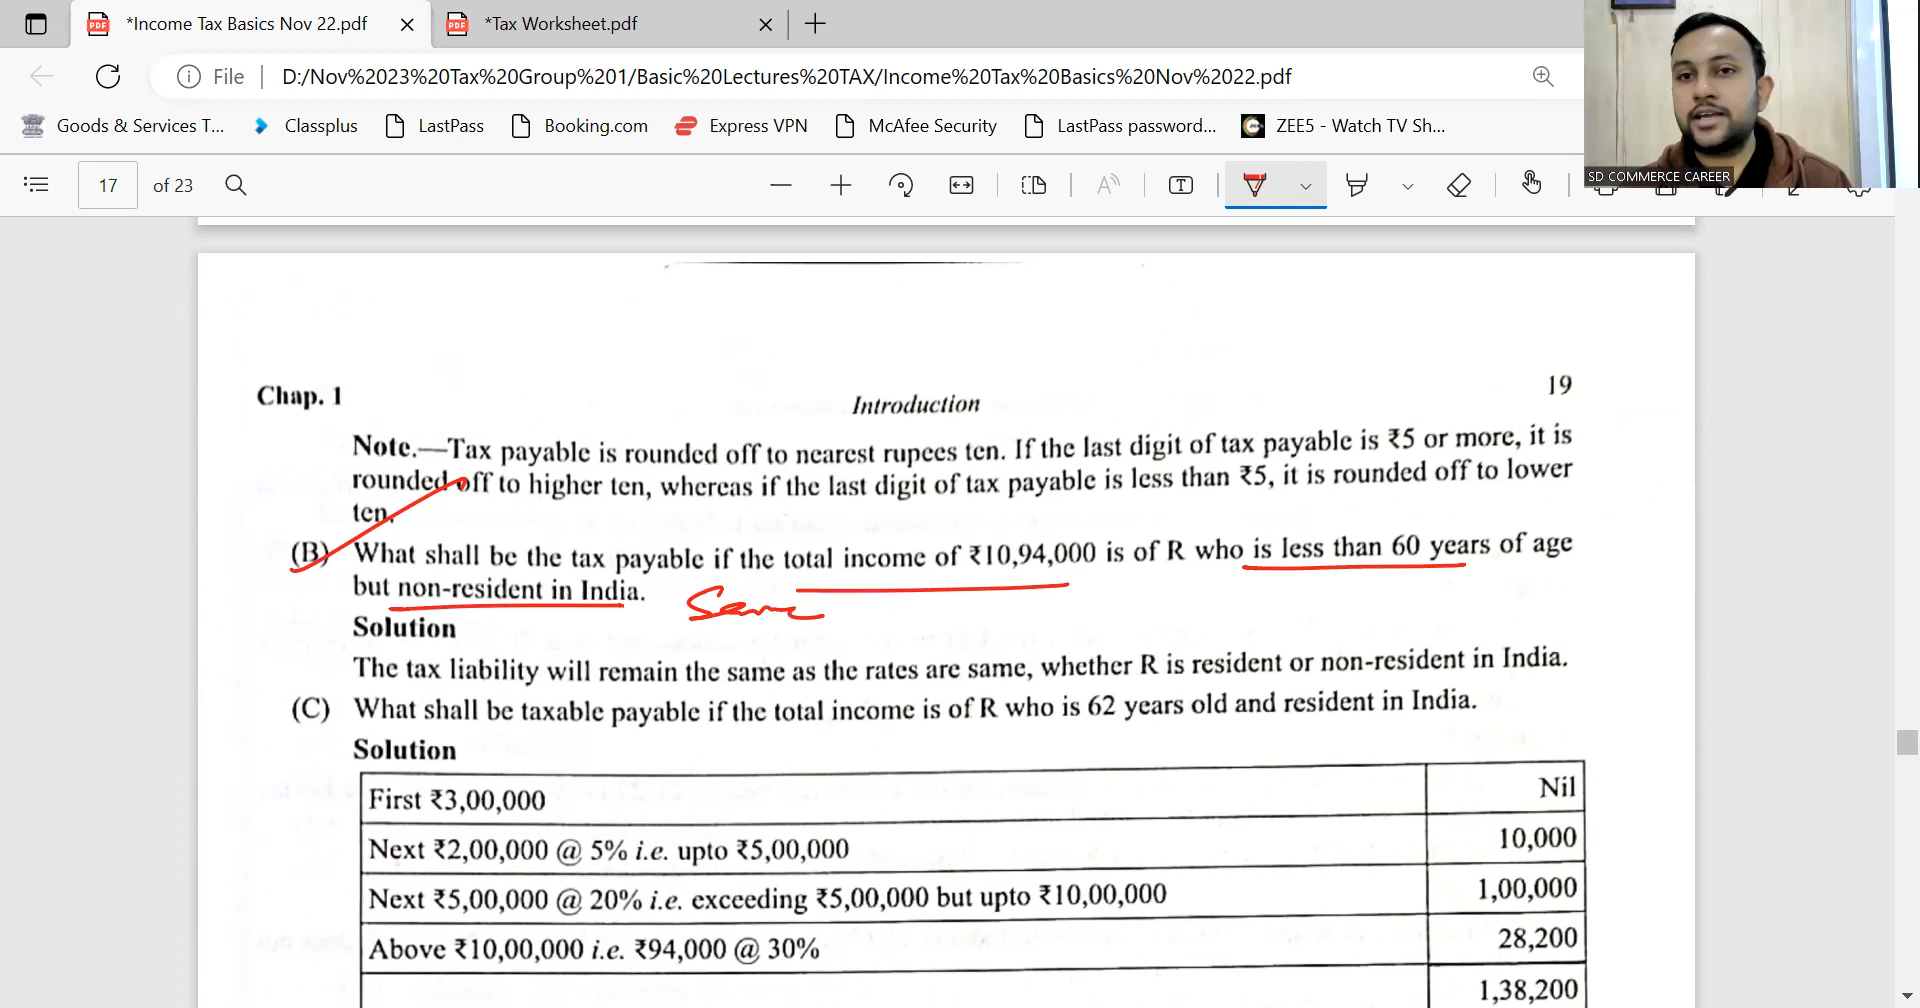 *Income Tax Basics Nov 22.pdf
*Tax Worksheet.pdf
File
D:/Nov%2023%20Tax%20Group%201/Basic%20Lectures%20TAX/Income%20Tax%20Basics%20Nov%2022.pdf
Goods & Services T...
Classplus
LastPass
Booking.com
Express VPN
McAfee Security
LastPass password...
ZEE5 - Watch TV Sh...
SD COMMERCE CAREER
17 of 23
Chap. 1
Introduction
19
Note.—Tax payable is rounded off to nearest rupees ten. If the last digit of tax payable is ₹5 or more, it is
rounded off to higher ten, whereas if the last digit of tax payable is less than ₹5, it is rounded off to lower
ten.
(B) What shall be the tax payable if the total income of ₹10,94,000 is of R who is less than 60 years of age
but non-resident in India.
Same
Solution
The tax liability will remain the same as the rates are same, whether R is resident or non-resident in India.
(C) What shall be taxable payable if the total income is of R who is 62 years old and resident in India.
Solution
First ₹3,00,000 Nil
Next ₹2,00,000 @ 5% i.e. upto ₹5,00,000 10,000
Next ₹5,00,000 @ 20% i.e. exceeding ₹5,00,000 but upto ₹10,00,000 1,00,000
Above ₹10,00,000 i.e. ₹94,000 @ 30% 28,200
1,38,200